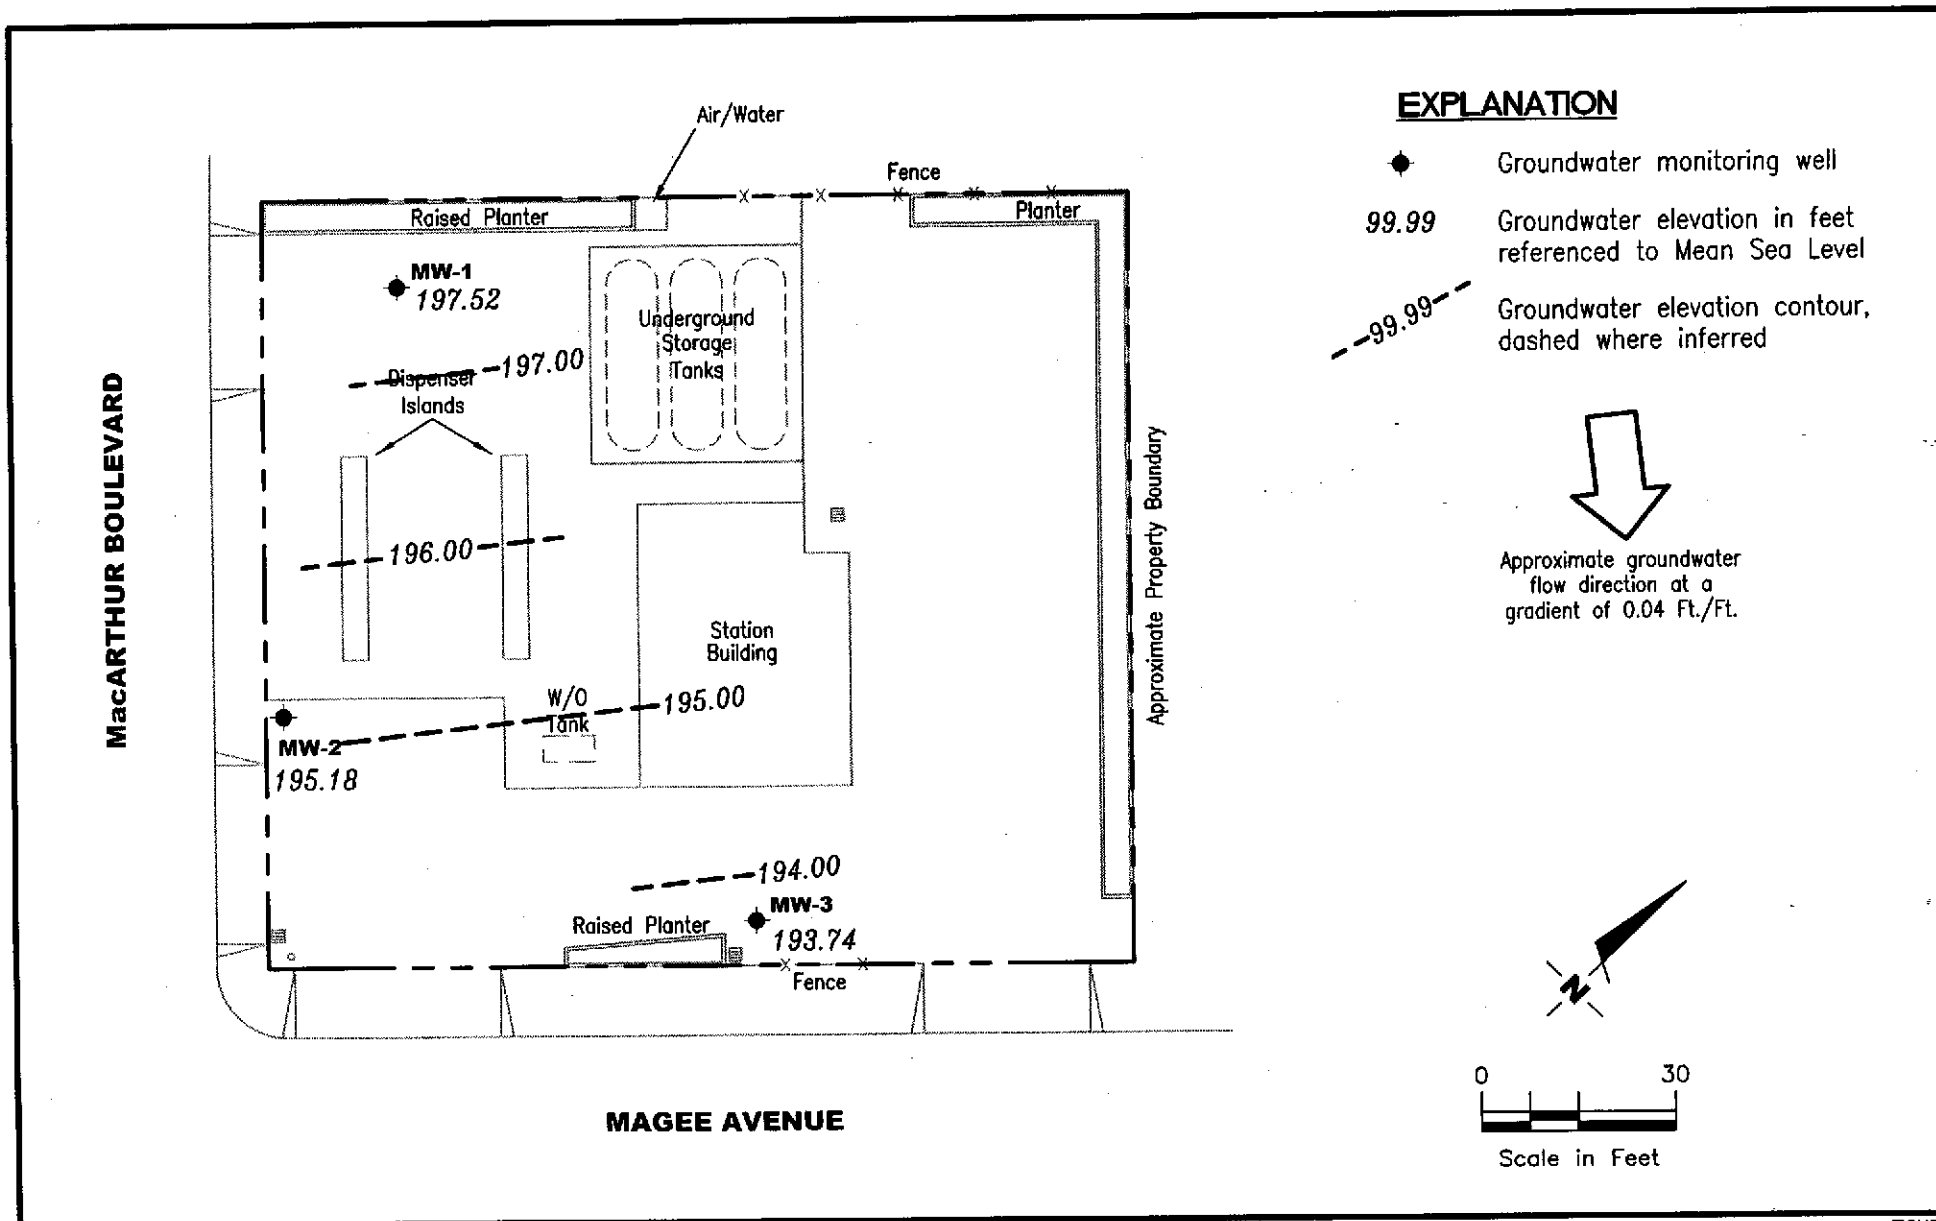 EXPLANATION
Groundwater monitoring well
99.99
Groundwater elevation in feet
referenced to Mean Sea Level
99.99
Groundwater elevation contour,
dashed where inferred
Approximate groundwater
flow direction at a
gradient of 0.04 Ft./Ft.
Air/Water
Fence
Raised Planter
Planter
MW-1
197.52
Underground
Storage
Tanks
197.00
Dispenser
Islands
MacARTHUR BOULEVARD
Approximate Property Boundary
196.00
Station
Building
W/O
Tank
195.00
MW-2
195.18
194.00
MW-3
193.74
Raised Planter
Fence
MAGEE AVENUE
N
0 30
Scale in Feet